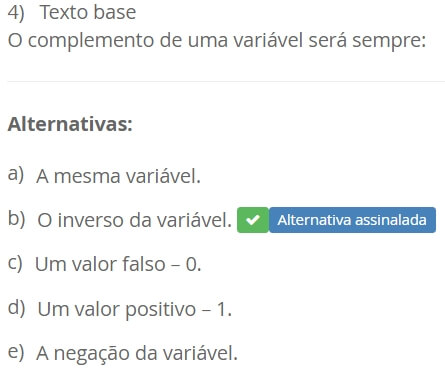 4) Texto base
O complemento de uma variável será sempre:
Alternativas:
a) A mesma variável.
b) O inverso da variável. Alternativa assinalada
c) Um valor falso – 0.
d) Um valor positivo – 1.
e) A negação da variável.